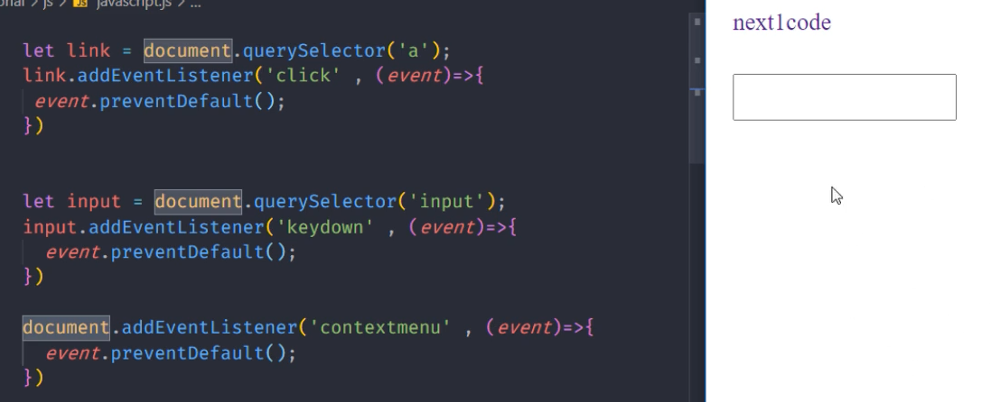 js > JS javascript.js > ...
let link = document.querySelector('a');
link.addEventListener('click' , (event)=>{
event.preventDefault();
})
let input = document.querySelector('input');
input.addEventListener('keydown' , (event)=>{
event.preventDefault();
})
document.addEventListener('contextmenu' , (event)=>{
event.preventDefault();
})
next1code